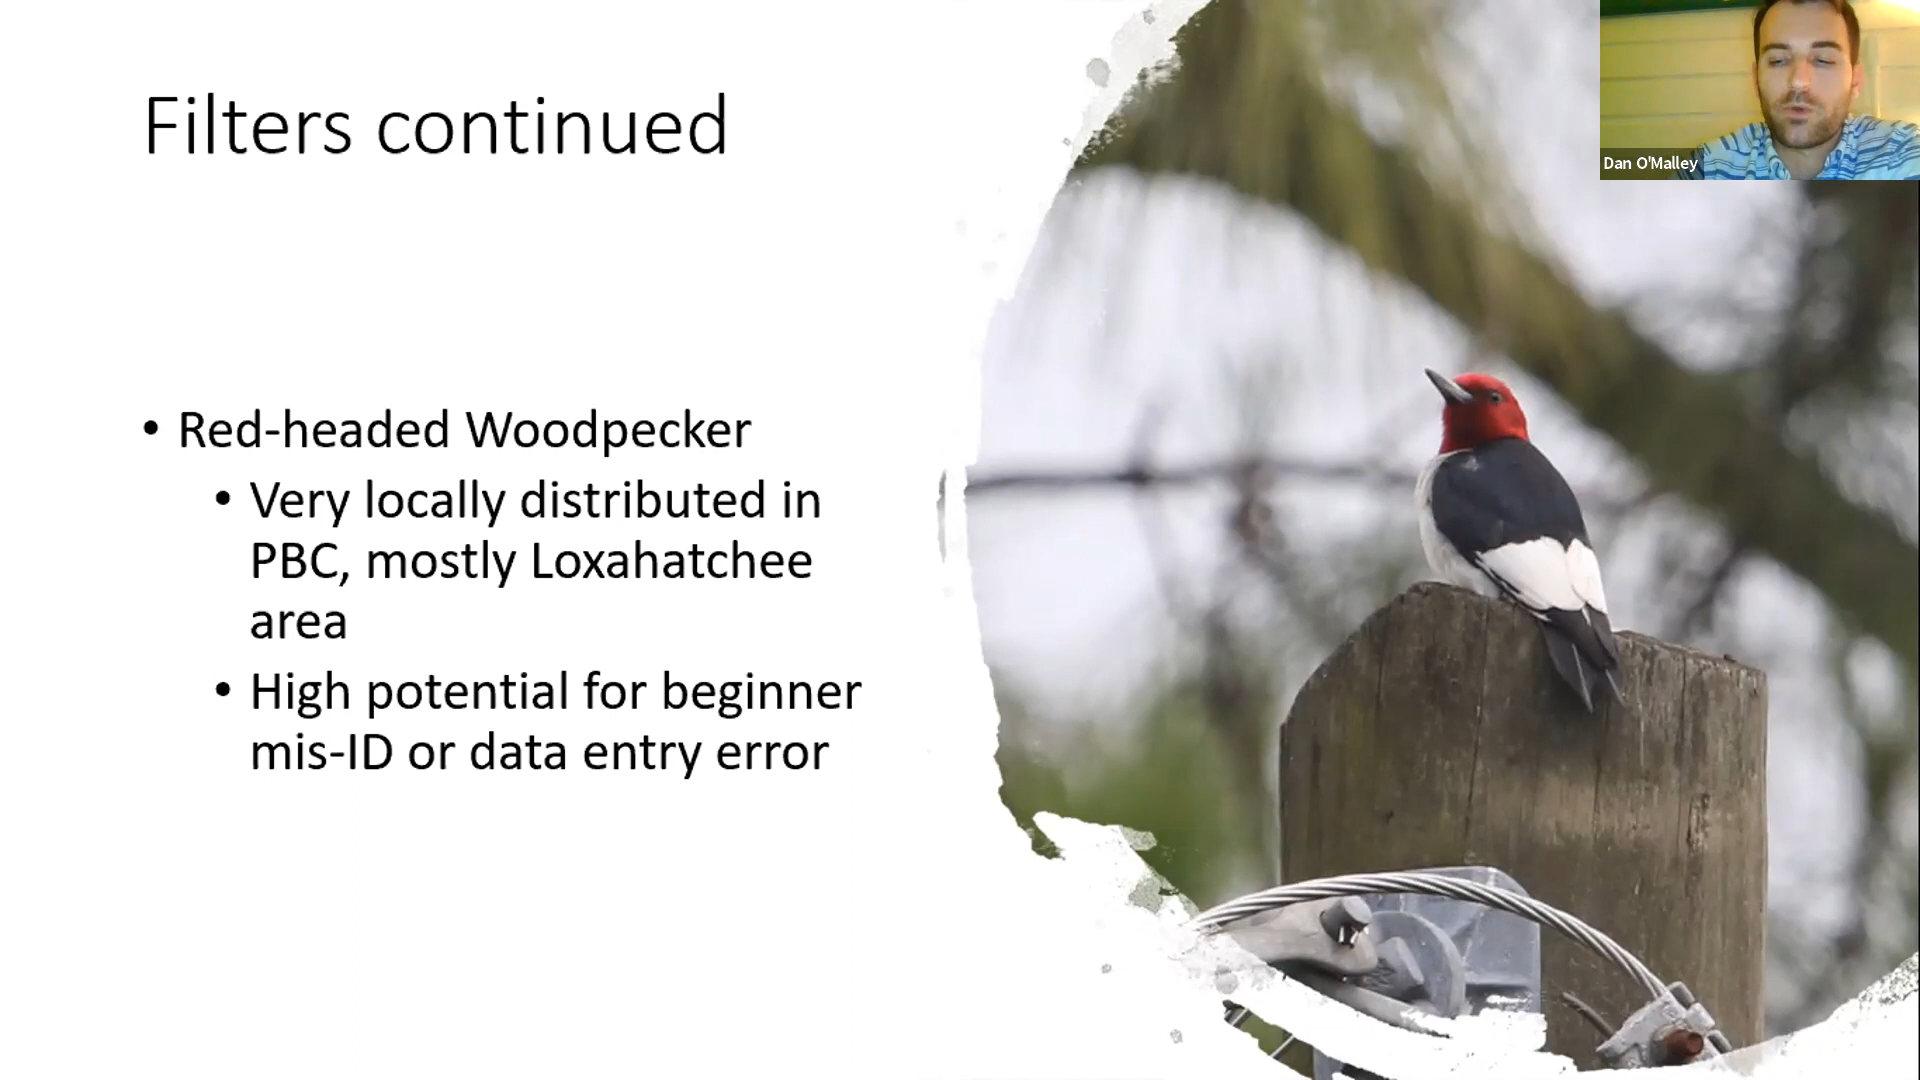 Filters continued
Dan O'Malley
• Red-headed Woodpecker
• Very locally distributed in
PBC, mostly Loxahatchee
area
• High potential for beginner
mis-ID or data entry error